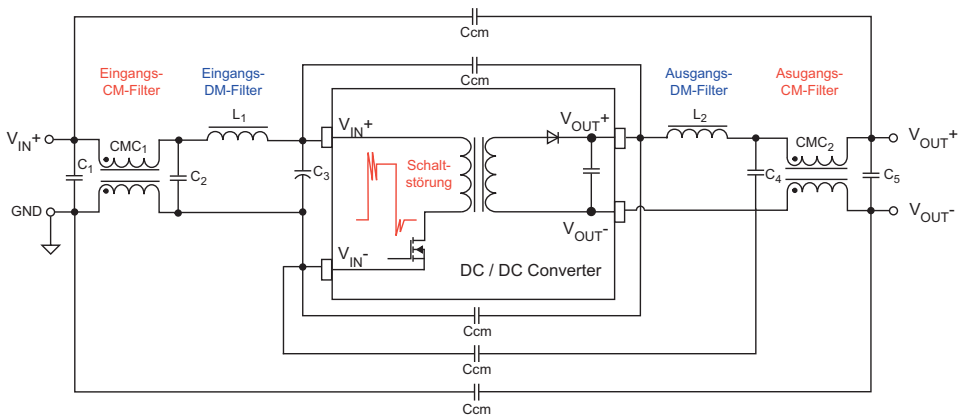 Ccm
Ccm
Eingangs-
CM-Filter
Eingangs-
DM-Filter
Ausgangs-
DM-Filter
Asugangs-
CM-Filter
VIN+
CMC1
L1
VIN+
VOUT+
L2
CMC2
VOUT+
C1
C2
C3
Schalt-
störung
C4
C5
GND
VIN-
VOUT-
VOUT-
DC / DC Converter
Ccm
Ccm
Ccm